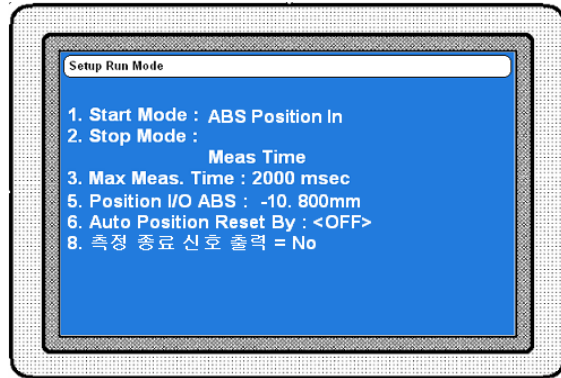 Setup Run Mode
1. Start Mode : ABS Position In
2. Stop Mode :
Meas Time
3. Max Meas. Time : 2000 msec
5. Position I/O ABS : -10. 800mm
6. Auto Position Reset By : <OFF>
8. 측정 종료 신호 출력 = No